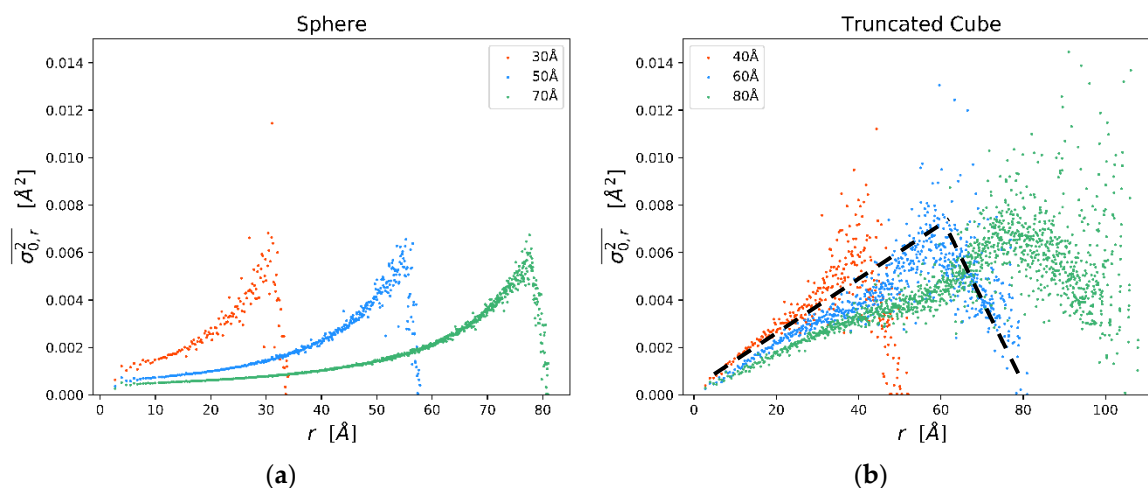 Sphere
30Å
50Å
70Å
0.014
0.012
0.010
0.008
0.006
0.004
0.002
0.000
σ²₀,ᵣ [Å²]
0 10 20 30 40 50 60 70 80
r [Å]
(a)
Truncated Cube
40Å
60Å
80Å
0.014
0.012
0.010
0.008
0.006
0.004
0.002
0.000
σ²₀,ᵣ [Å²]
0 20 40 60 80 100
r [Å]
(b)